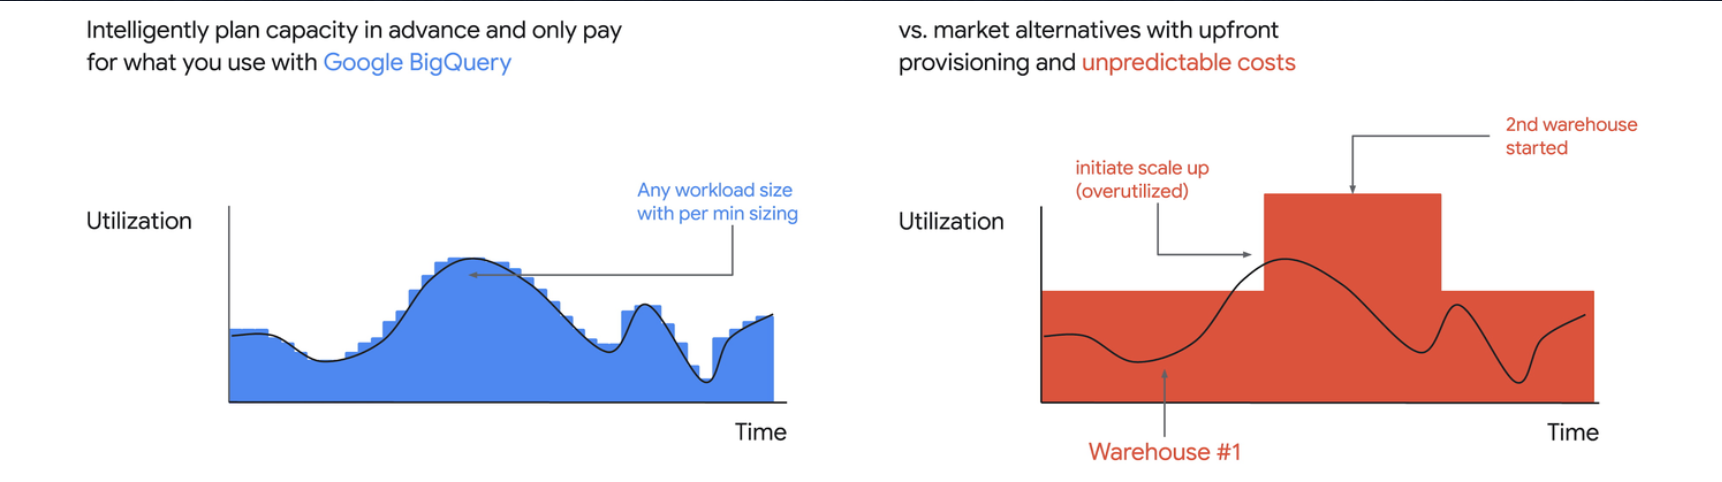 Intelligently plan capacity in advance and only pay
for what you use with Google BigQuery
Any workload size
with per min sizing
Utilization
Time
vs. market alternatives with upfront
provisioning and unpredictable costs
2nd warehouse
started
initiate scale up
(overutilized)
Utilization
Time
Warehouse #1